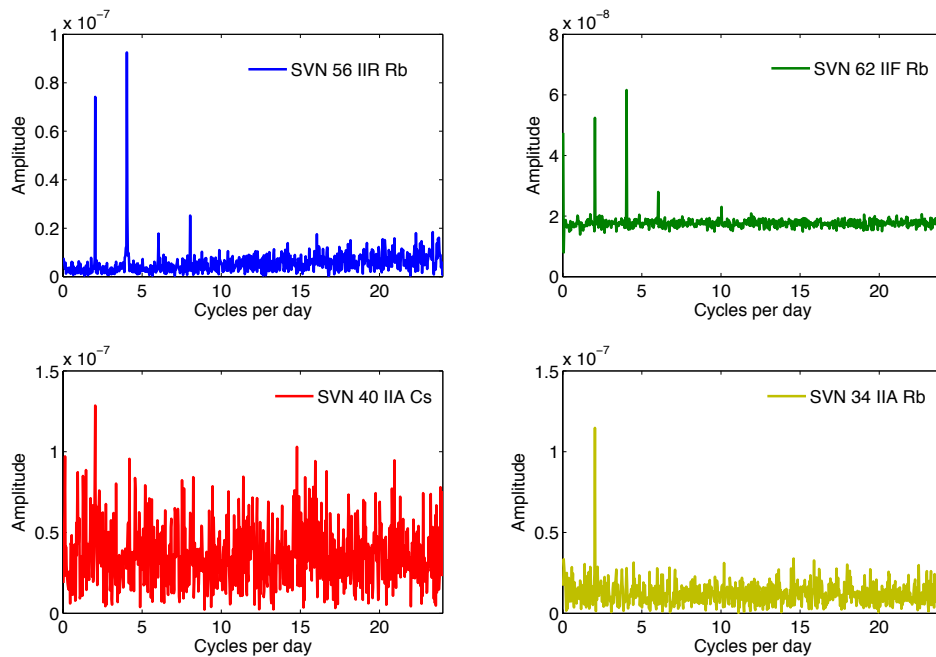 x 10^-7
1
0.8
0.6
0.4
0.2
0
Amplitude
SVN 56 IIR Rb
0 5 10 15 20
Cycles per day
x 10^-8
8
6
4
2
0
Amplitude
SVN 62 IIF Rb
0 5 10 15 20
Cycles per day
x 10^-7
1.5
1
0.5
0
Amplitude
SVN 40 IIA Cs
0 5 10 15 20
Cycles per day
x 10^-7
1.5
1
0.5
0
Amplitude
SVN 34 IIA Rb
0 5 10 15 20
Cycles per day